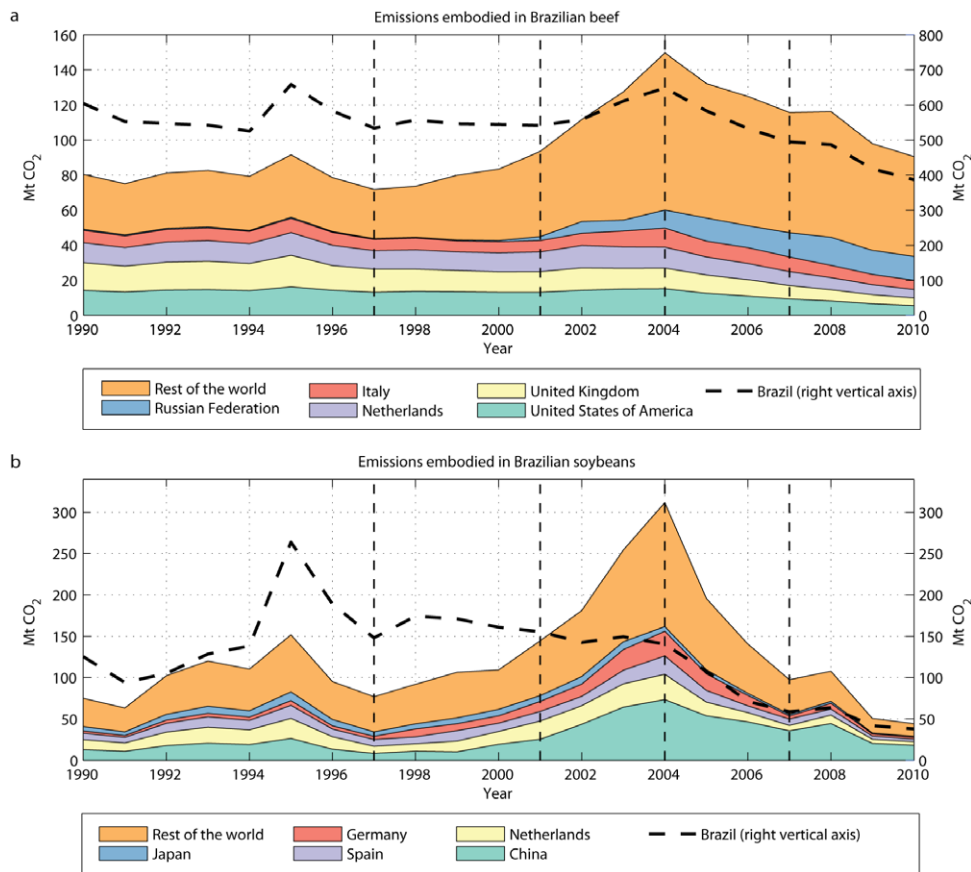 a
Emissions embodied in Brazilian beef
160 800
140 700
120 600
100 500
80 400
60 300
40 200
20 100
0 0
Mt CO2
Mt CO2
1990 1992 1994 1996 1998 2000 2002 2004 2006 2008 2010
Year
Rest of the world Italy United Kingdom Brazil (right vertical axis)
Russian Federation Netherlands United States of America
b
Emissions embodied in Brazilian soybeans
300 300
250 250
200 200
150 150
100 100
50 50
0 0
Mt CO2
Mt CO2
1990 1992 1994 1996 1998 2000 2002 2004 2006 2008 2010
Year
Rest of the world Germany Netherlands Brazil (right vertical axis)
Japan Spain China